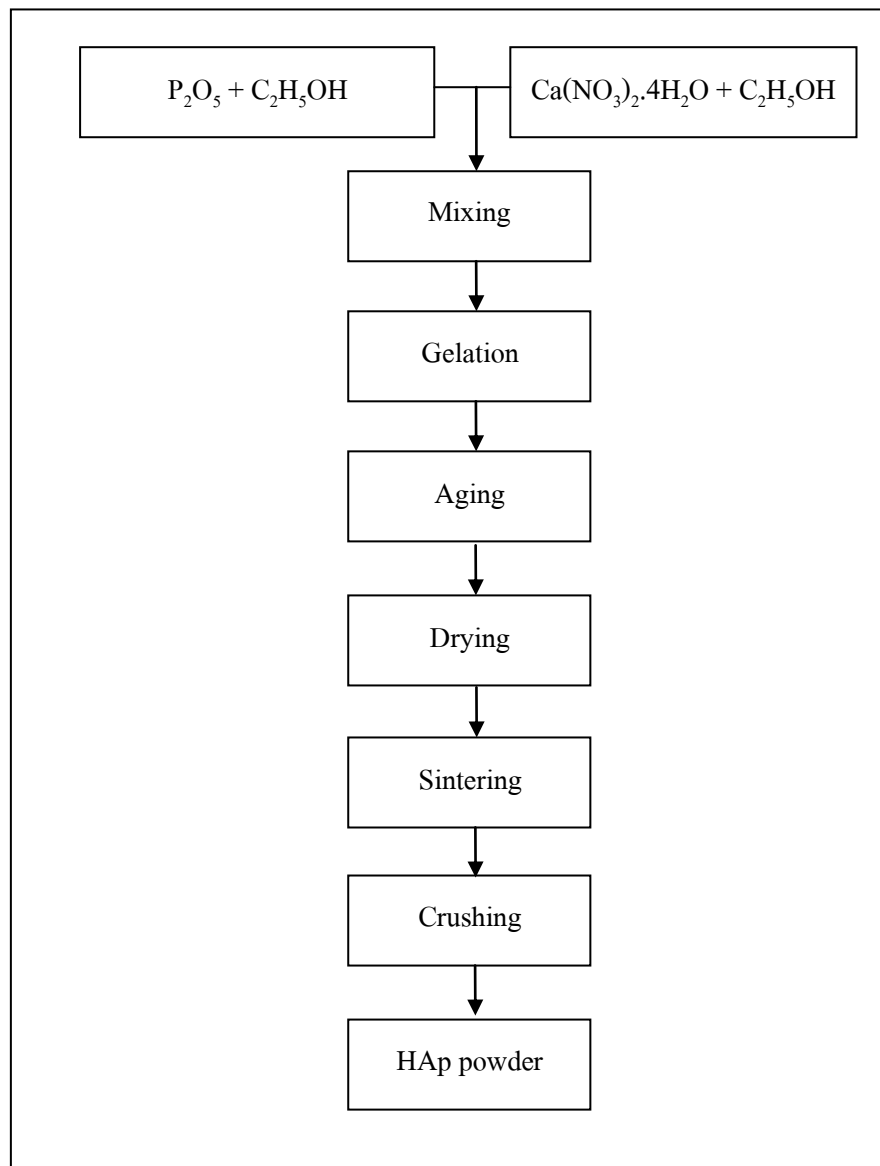 P₂O₅ + C₂H₅OH
Ca(NO₃)₂.4H₂O + C₂H₅OH
Mixing
Gelation
Aging
Drying
Sintering
Crushing
HAp powder